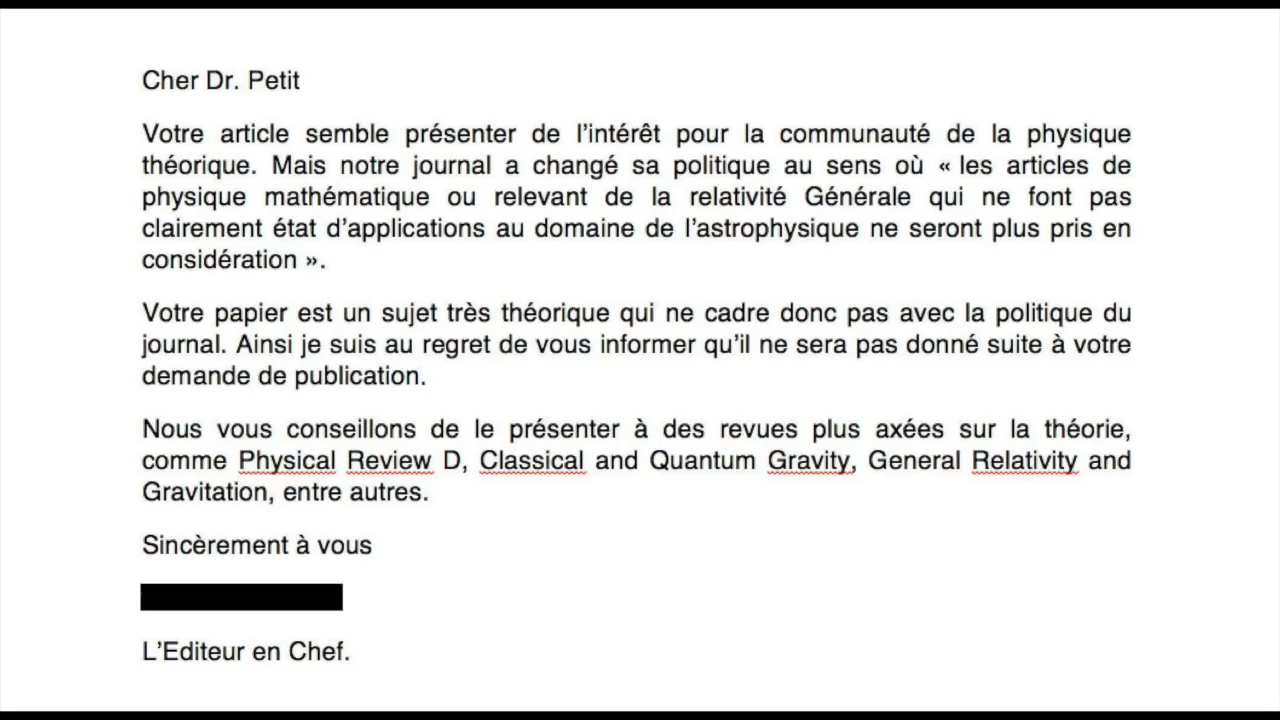 Cher Dr. Petit
Votre article semble présenter de l'intérêt pour la communauté de la physique
théorique. Mais notre journal a changé sa politique au sens où « les articles de
physique mathématique ou relevant de la relativité Générale qui ne font pas
clairement état d'applications au domaine de l'astrophysique ne seront plus pris en
considération ».
Votre papier est un sujet très théorique qui ne cadre donc pas avec la politique du
journal. Ainsi je suis au regret de vous informer qu'il ne sera pas donné suite à votre
demande de publication.
Nous vous conseillons de le présenter à des revues plus axées sur la théorie,
comme Physical Review D, Classical and Quantum Gravity, General Relativity and
Gravitation, entre autres.
Sincèrement à vous
L'Editeur en Chef.